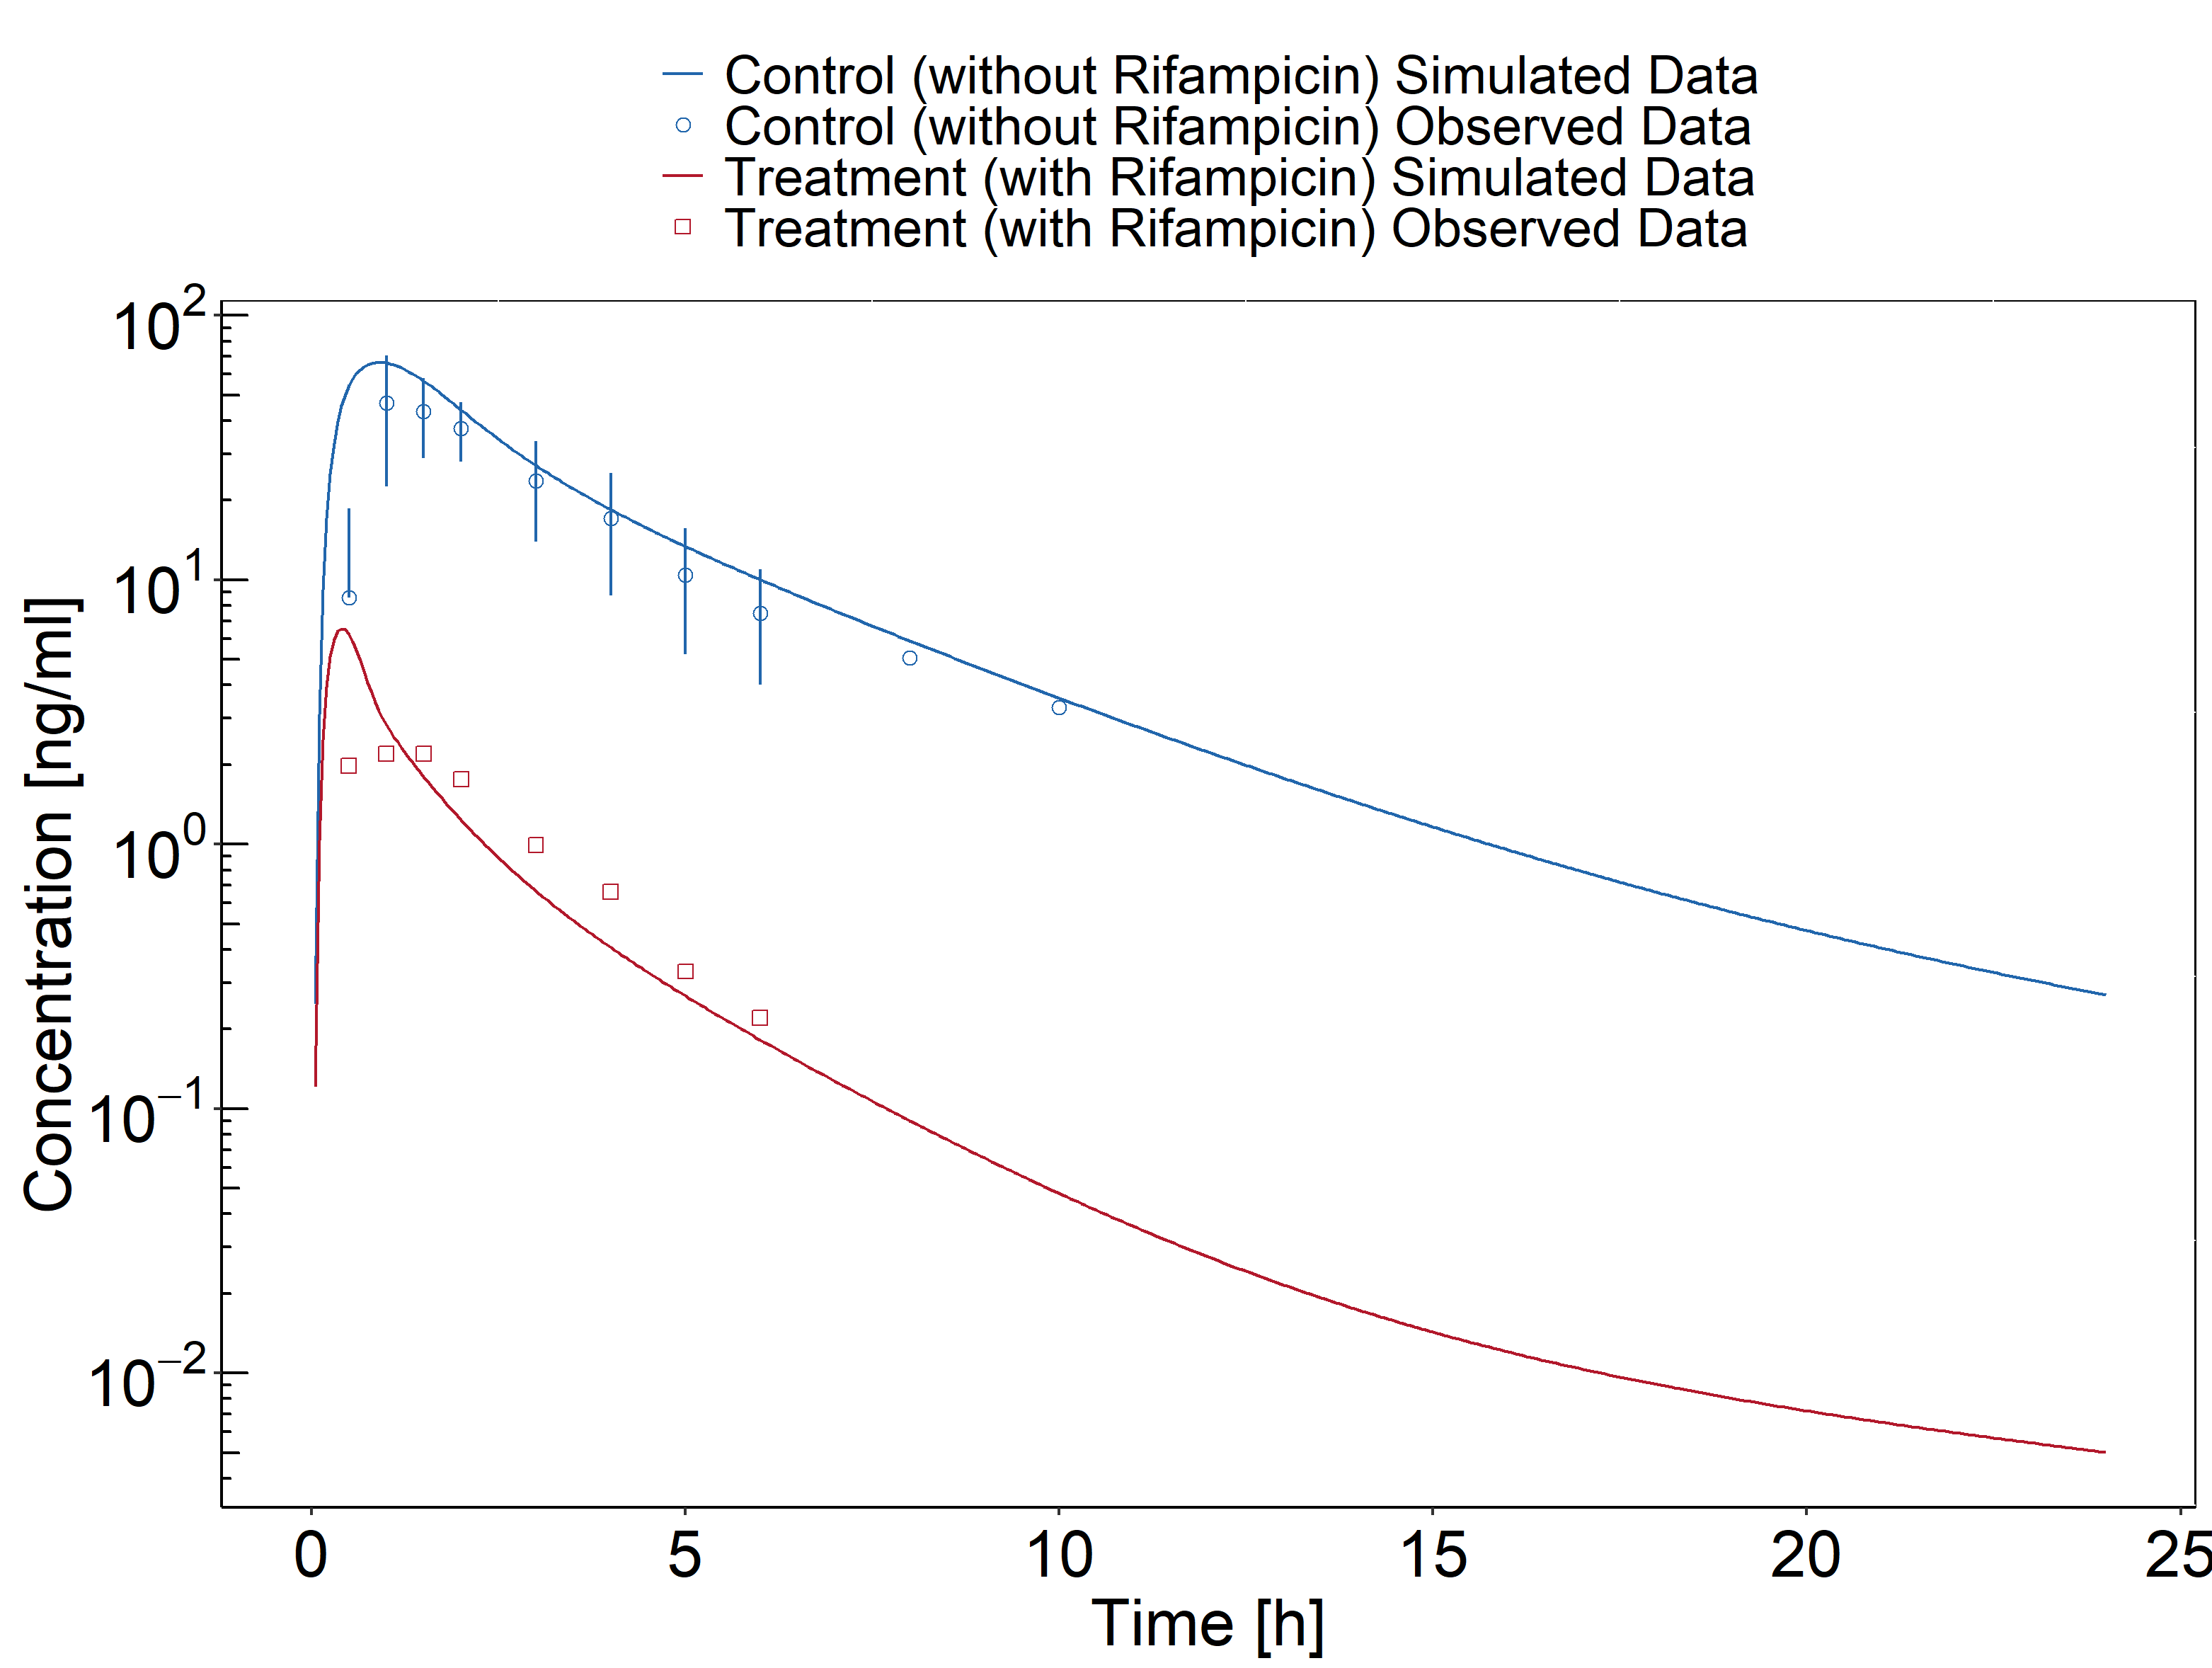 Control (without Rifampicin) Simulated Data
Control (without Rifampicin) Observed Data
Treatment (with Rifampicin) Simulated Data
Treatment (with Rifampicin) Observed Data
10²
10¹
10⁰
10⁻¹
10⁻²
Concentration [ng/ml]
0 5 10 15 20 25
Time [h]